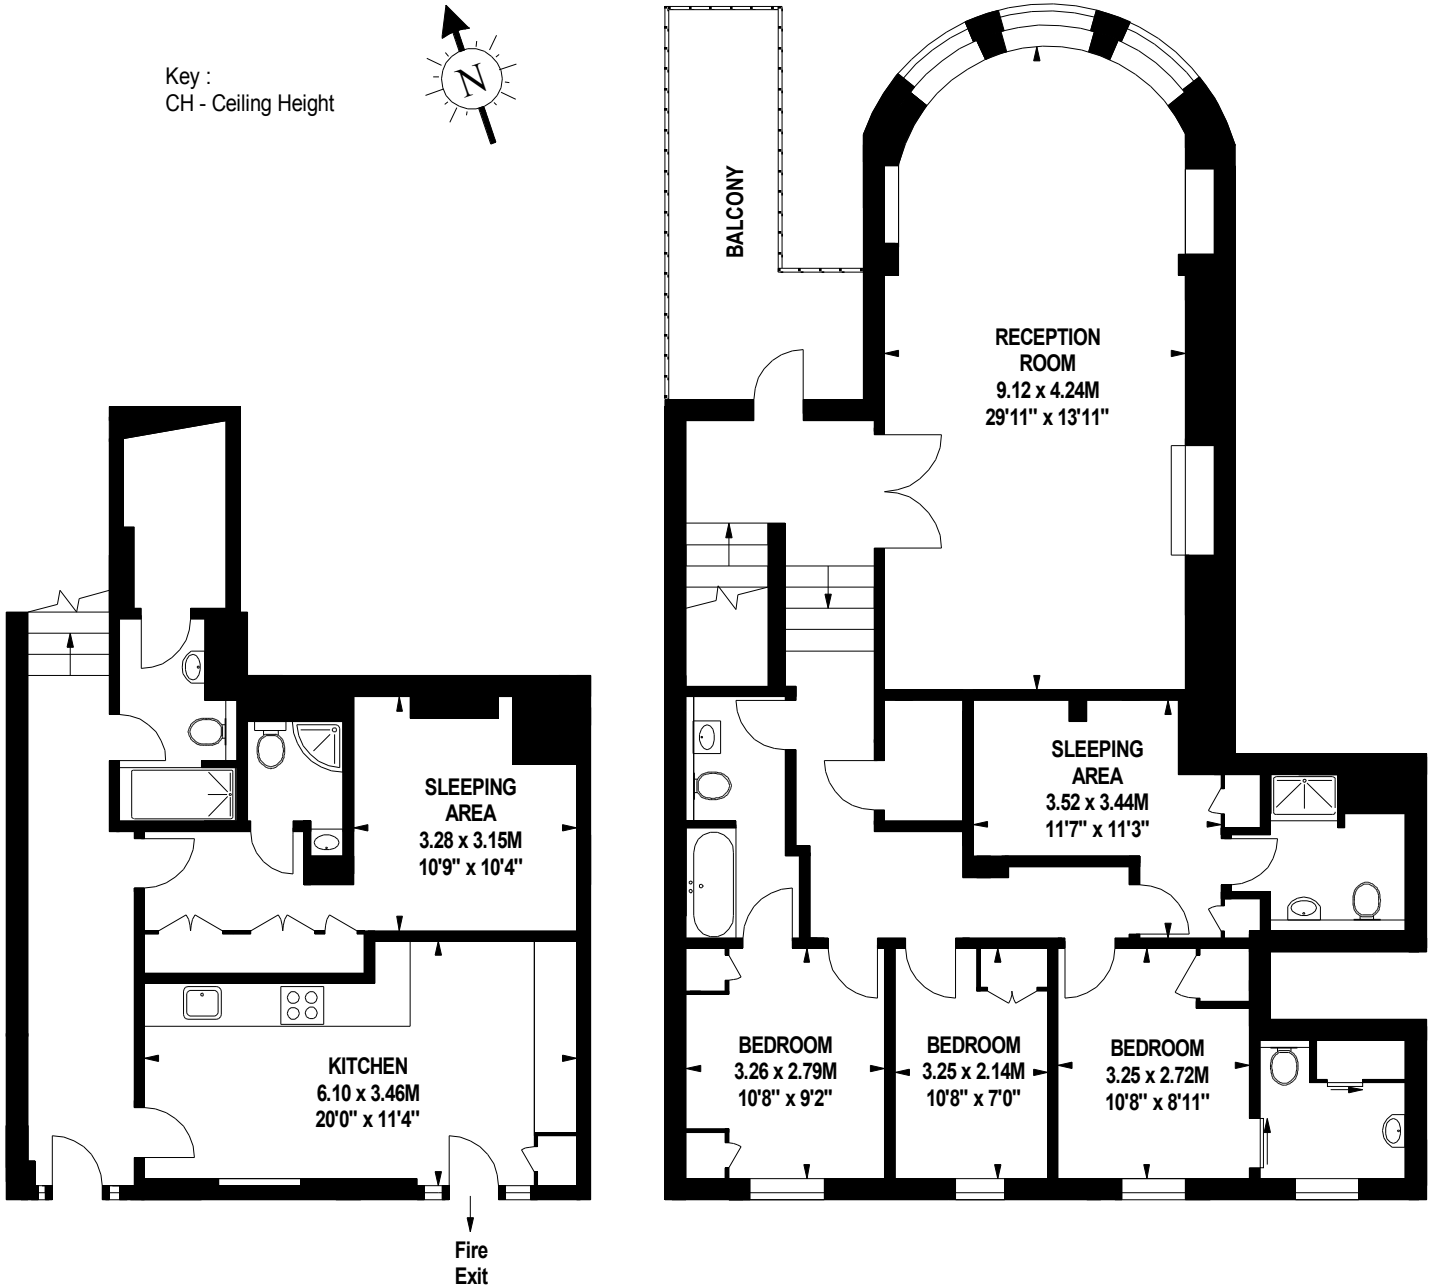 Key :
CH - Ceiling Height
N
BALCONY
RECEPTION
ROOM
9.12 x 4.24M
29'11" x 13'11"
SLEEPING
AREA
3.28 x 3.15M
10'9" x 10'4"
KITCHEN
6.10 x 3.46M
20'0" x 11'4"
Fire
Exit
SLEEPING
AREA
3.52 x 3.44M
11'7" x 11'3"
BEDROOM
3.26 x 2.79M
10'8" x 9'2"
BEDROOM
3.25 x 2.14M
10'8" x 7'0"
BEDROOM
3.25 x 2.72M
10'8" x 8'11"